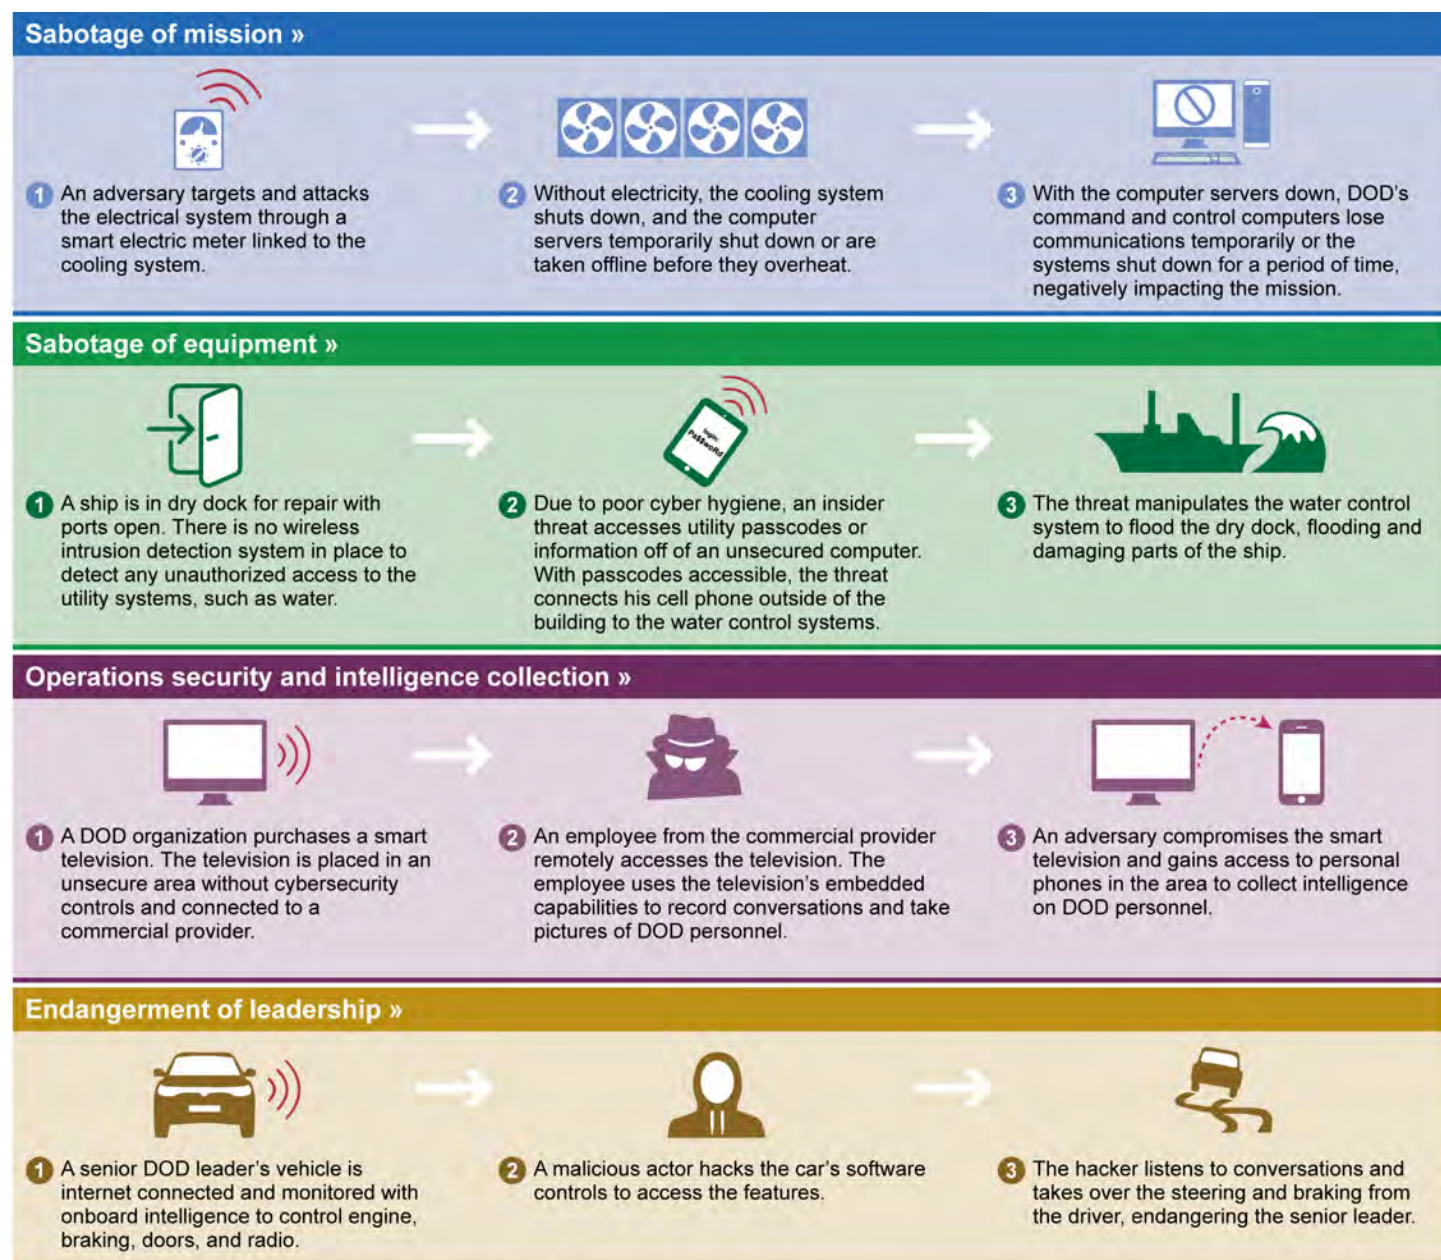 Sabotage of mission »
1 An adversary targets and attacks
the electrical system through a
smart electric meter linked to the
cooling system.
2 Without electricity, the cooling system
shuts down, and the computer
servers temporarily shut down or are
taken offline before they overheat.
3 With the computer servers down, DOD's
command and control computers lose
communications temporarily or the
systems shut down for a period of time,
negatively impacting the mission.
Sabotage of equipment »
login:
Pa$$woRd
1 A ship is in dry dock for repair with
ports open. There is no wireless
intrusion detection system in place to
detect any unauthorized access to the
utility systems, such as water.
2 Due to poor cyber hygiene, an insider
threat accesses utility passcodes or
information off of an unsecured computer.
With passcodes accessible, the threat
connects his cell phone outside of the
building to the water control systems.
3 The threat manipulates the water control
system to flood the dry dock, flooding and
damaging parts of the ship.
Operations security and intelligence collection »
1 A DOD organization purchases a smart
television. The television is placed in an
unsecure area without cybersecurity
controls and connected to a
commercial provider.
2 An employee from the commercial provider
remotely accesses the television. The
employee uses the television's embedded
capabilities to record conversations and take
pictures of DOD personnel.
3 An adversary compromises the smart
television and gains access to personal
phones in the area to collect intelligence
on DOD personnel.
Endangerment of leadership »
1 A senior DOD leader's vehicle is
internet connected and monitored with
onboard intelligence to control engine,
braking, doors, and radio.
2 A malicious actor hacks the car's software
controls to access the features.
3 The hacker listens to conversations and
takes over the steering and braking from
the driver, endangering the senior leader.